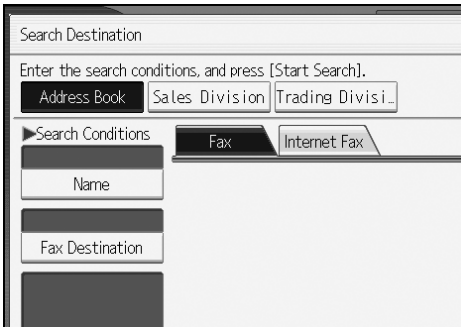 Search Destination
Enter the search conditions, and press [Start Search].
Address Book Sales Division Trading Divisi...
▶Search Conditions
Fax Internet Fax
Name
Fax Destination